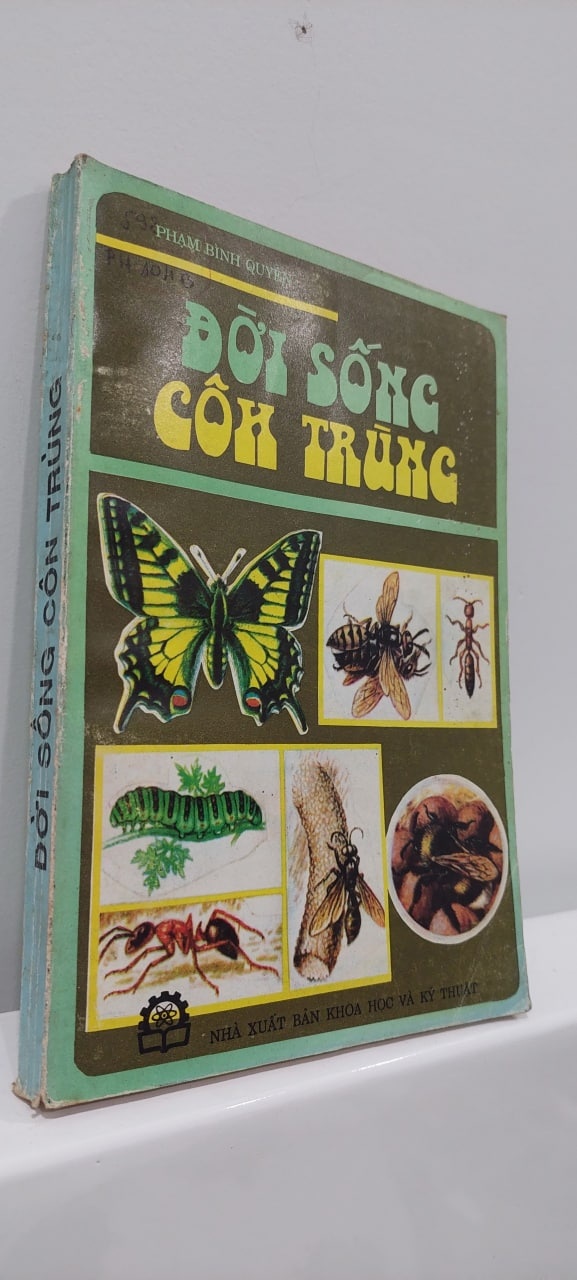 PHẠM BÌNH QUYỀN
ĐỜI SỐNG
CÔN TRÙNG
NHÀ XUẤT BẢN KHOA HỌC VÀ KỸ THUẬT
ĐỜI SỐNG CÔN TRÙNG